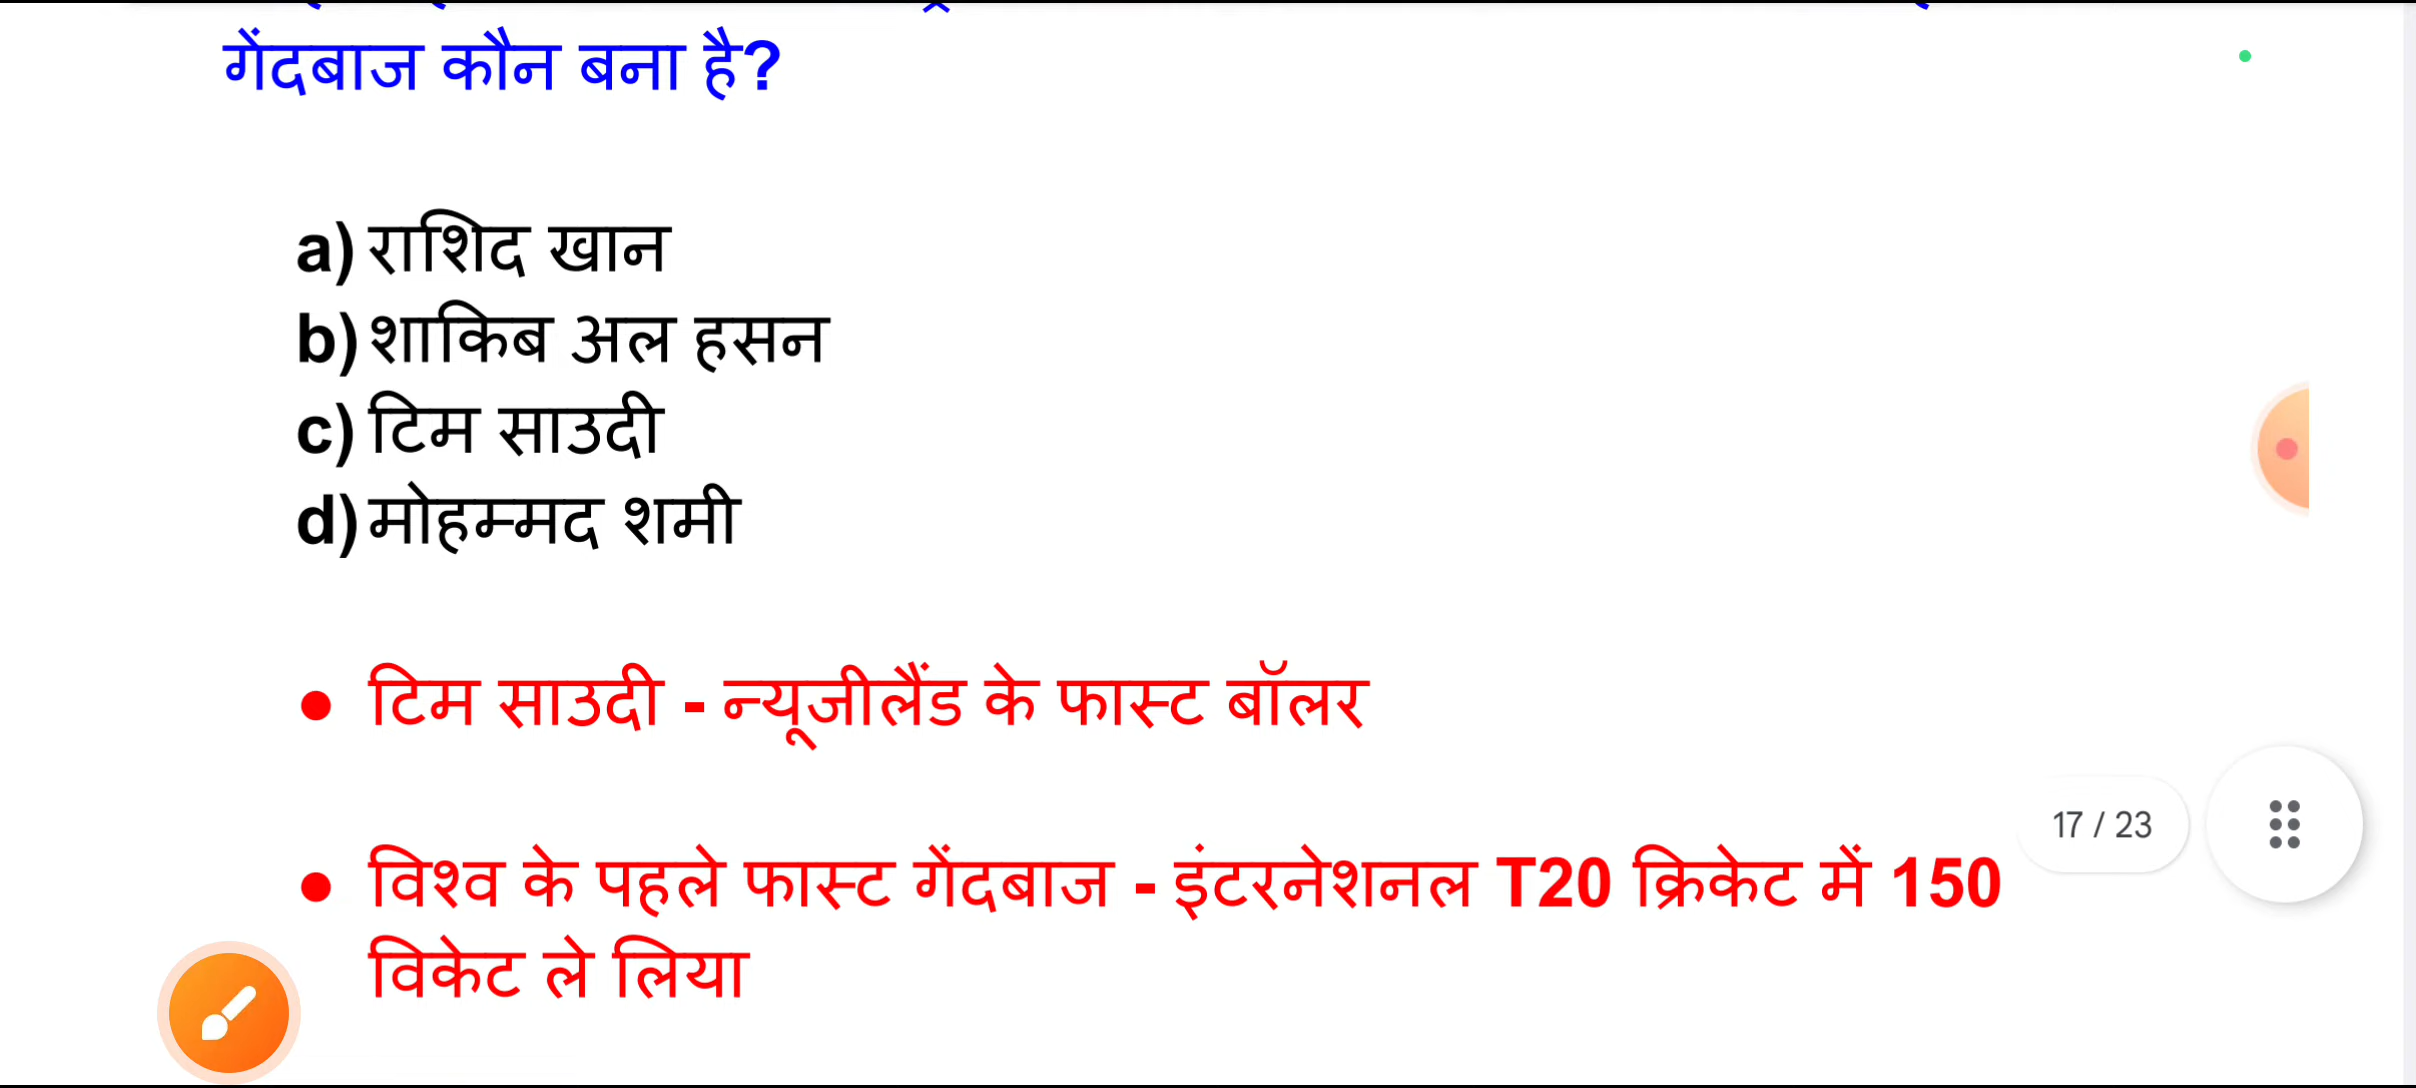 गेंदबाज कौन बना है?
a) राशिद खान
b) शाकिब अल हसन
c) टिम साउदी
d) मोहम्मद शमी
● टिम साउदी - न्यूजीलैंड के फास्ट बॉलर
● विश्व के पहले फास्ट गेंदबाज - इंटरनेशनल T20 क्रिकेट में 150
विकेट ले लिया
17 / 23